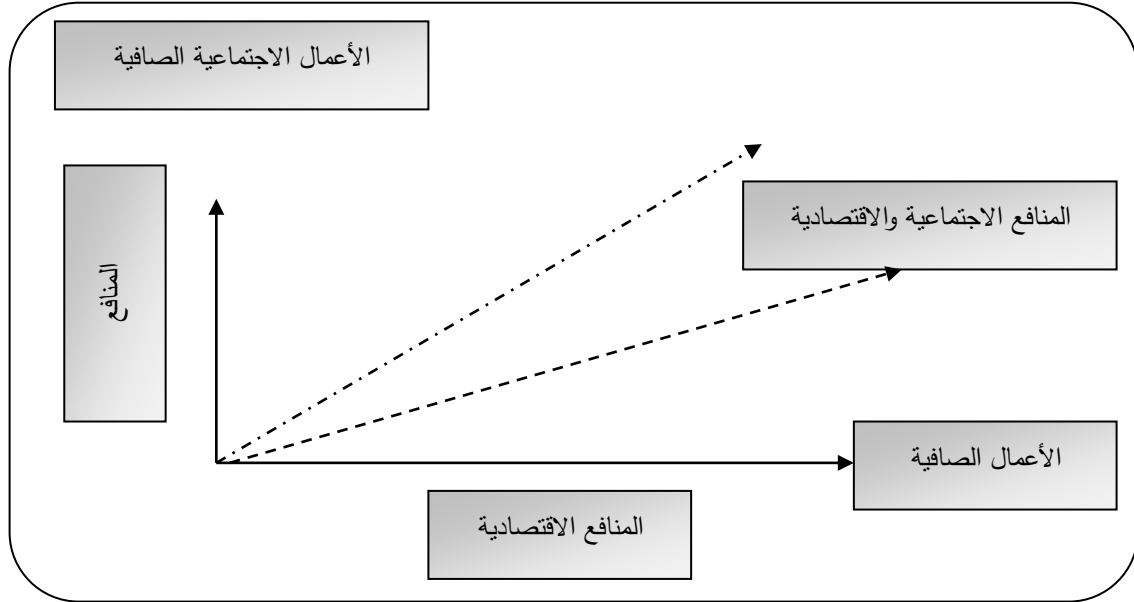 الأعمال الاجتماعية الصافية
المنافع الاجتماعية والاقتصادية
المنافع
الأعمال الصافية
المنافع الاقتصادية